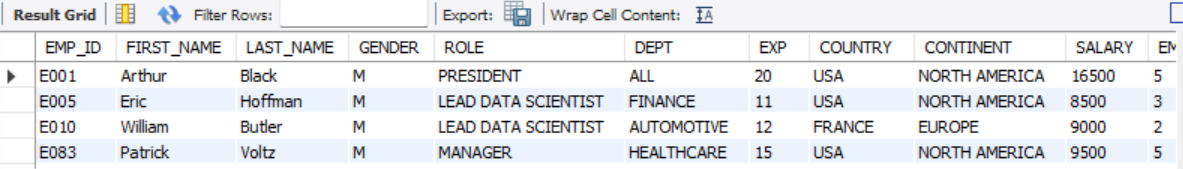 Result Grid Filter Rows: Export: Wrap Cell Content:
EMP_ID FIRST_NAME LAST_NAME GENDER ROLE DEPT EXP COUNTRY CONTINENT SALARY EM
E001 Arthur Black M PRESIDENT ALL 20 USA NORTH AMERICA 16500 5
E005 Eric Hoffman M LEAD DATA SCIENTIST FINANCE 11 USA NORTH AMERICA 8500 3
E010 William Butler M LEAD DATA SCIENTIST AUTOMOTIVE 12 FRANCE EUROPE 9000 2
E083 Patrick Voltz M MANAGER HEALTHCARE 15 USA NORTH AMERICA 9500 5